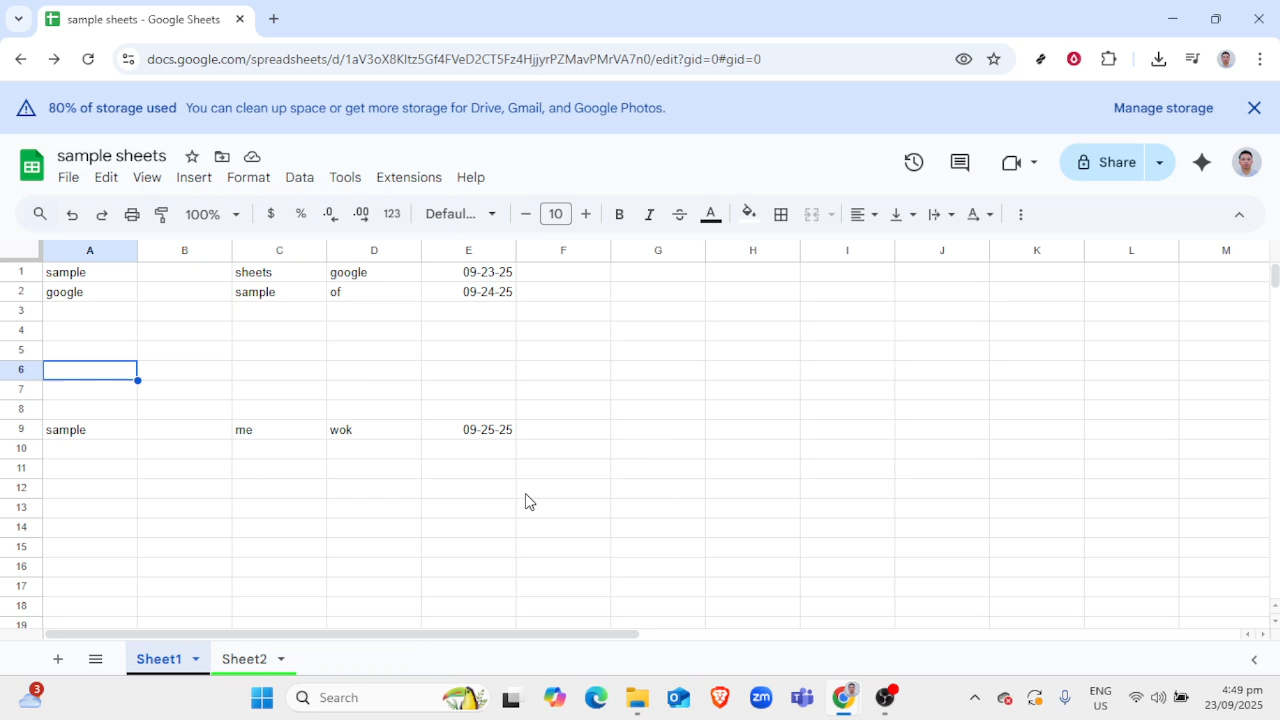 sample sheets - Google Sheets
docs.google.com/spreadsheets/d/1aV3oX8KItz5Gf4FVeD2CT5Fz4HjjyrPZMavPMrVA7n0/edit?gid=0#gid=0
80% of storage used You can clean up space or get more storage for Drive, Gmail, and Google Photos. Manage storage
sample sheets
Share
File Edit View Insert Format Data Tools Extensions Help
100% $ % .0 .00 123 Defaul... 10 B I S A
A B C D E F G H I J K L M
1 sample sheets google 09-23-25
2 google sample of 09-24-25
3
4
5
6
7
8
9 sample me wok 09-25-25
10
11
12
13
14
15
16
17
18
19
Sheet1 Sheet2
3 Search zm ENG 4:49 pm
US 23/09/2025